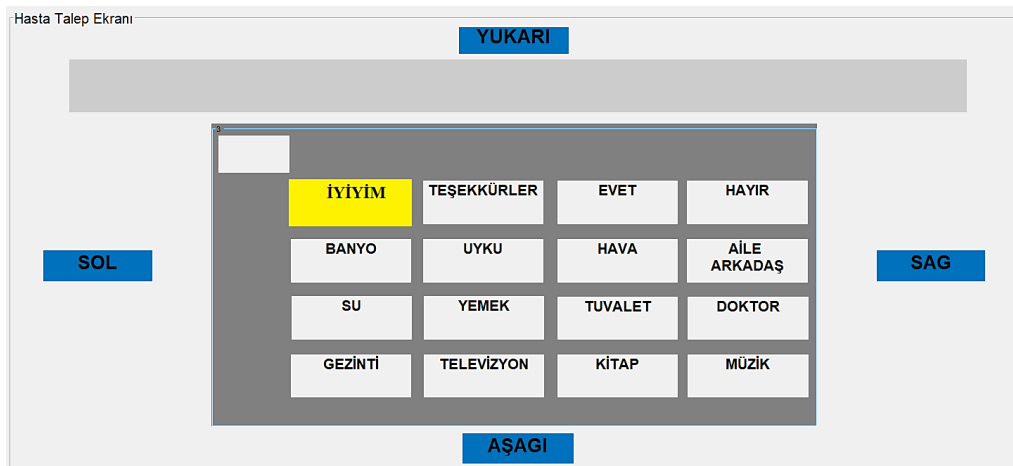 Hasta Talep Ekranı
YUKARI
3
İYİYİM TEŞEKKÜRLER EVET HAYIR
BANYO UYKU HAVA AİLE
ARKADAŞ
SOL
SAG
SU YEMEK TUVALET DOKTOR
GEZİNTİ TELEVİZYON KİTAP MÜZİK
AŞAGI